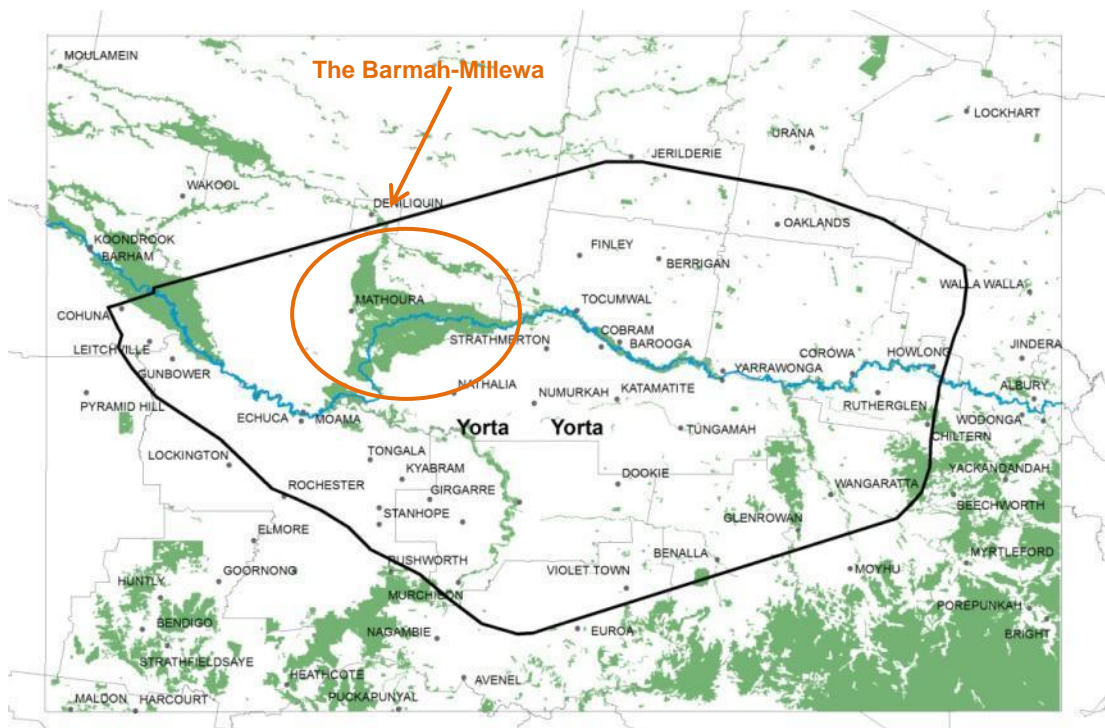 MOULAMEIN
The Barmah-Millewa
LOCKHART
URANA
JERILDERIE
WAKOOL
DENILIQUIN
OAKLANDS
KOONDROOK
BARHAM
FINLEY
BERRIGAN
WALLA WALLA
MATHOURA
TOCUMWAL
COHUNA
STRATHMERTON
COBRAM
BAROOGA
LEITCHVILLE
COROWA
HOWLONG
JINDERA
GUNBOWER
YARRAWONGA
NATHALIA
NUMURKAH
KATAMATITE
ALBURY
PYRAMID HILL
RUTHERGLEN
ECHUCA
MOAMA
WODONGA
Yorta Yorta
TUNGAMAH
CHILTERN
TONGALA
LOCKINGTON
KYABRAM
DOOKIE
YACKANDANDAH
ROCHESTER
GIRGARRE
WANGARATTA
BEECHWORTH
STANHOPE
GLENROWAN
ELMORE
BENALLA
MYRTLEFORD
RUSHWORTH
GOORNONG
VIOLET TOWN
MOYHU
HUNTLY
MURCHISON
POREPUNKAH
BENDIGO
NAGAMBIE
EUROA
BRIGHT
STRATHFIELDSAYE
HEATHCOTE
AVENEL
MALDON
HARCOURT
PUCKAPUNYAL